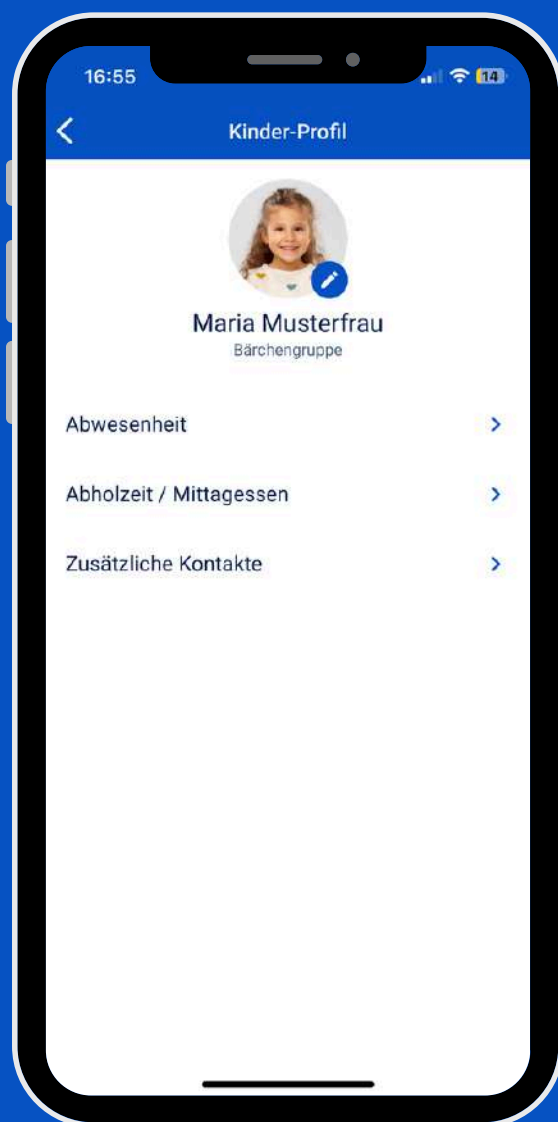 16:55
14
Kinder-Profil
Maria Musterfrau
Bärchengruppe
Abwesenheit
Abholzeit / Mittagessen
Zusätzliche Kontakte